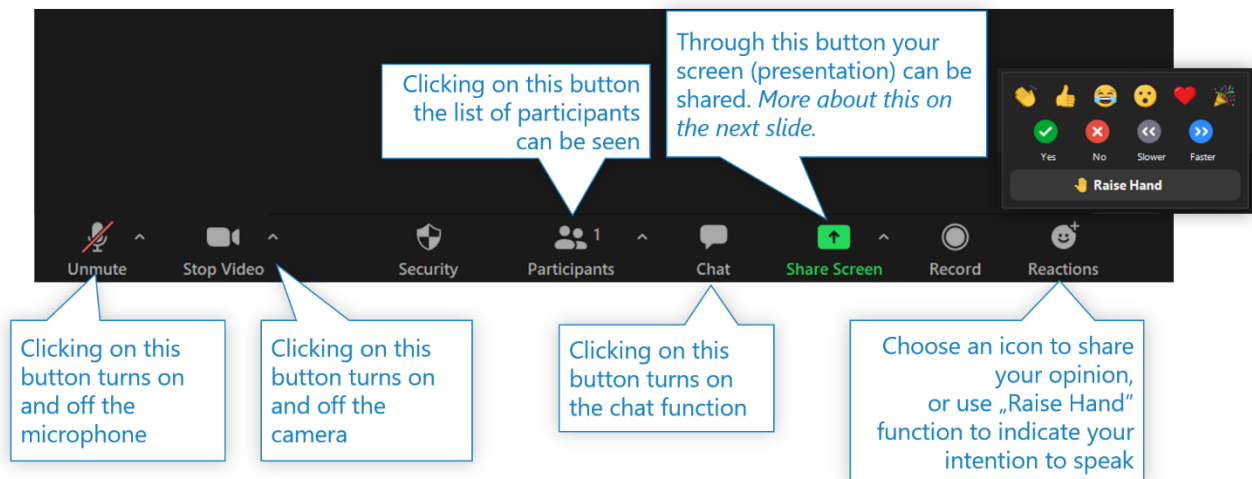 Clicking on this button
the list of participants
can be seen
Through this button your
screen (presentation) can be
shared. More about this on
the next slide.
Yes No Slower Faster
Raise Hand
1
Unmute Stop Video Security Participants Chat Share Screen Record Reactions
Clicking on this
button turns on
and off the
microphone
Clicking on this
button turns on
and off the
camera
Clicking on this
button turns on
the chat function
Choose an icon to share
your opinion,
or use „Raise Hand”
function to indicate your
intention to speak